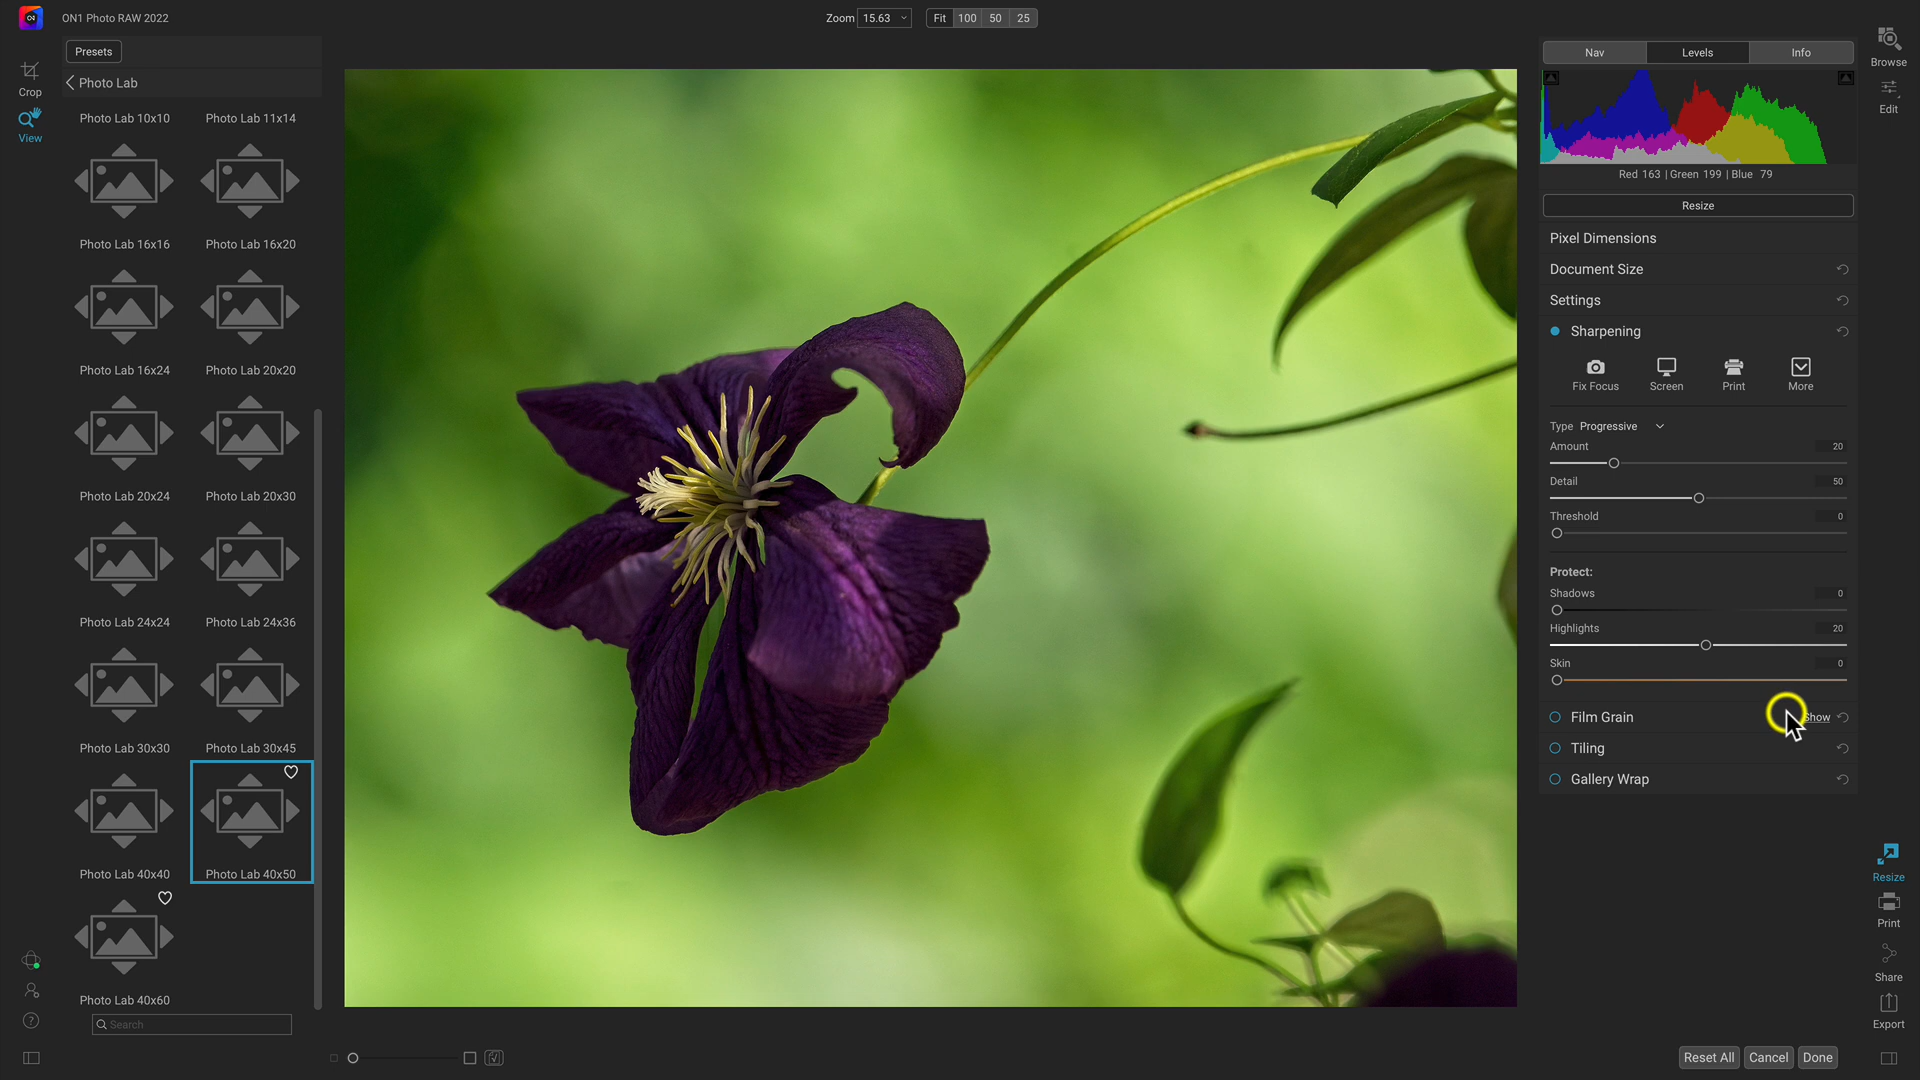 ON1 Photo RAW 2022
Zoom 15.63 Fit 100 50 25
Crop
View
Presets
Photo Lab
Photo Lab 10x10 Photo Lab 11x14
Photo Lab 16x16 Photo Lab 16x20
Photo Lab 16x24 Photo Lab 20x20
Photo Lab 20x24 Photo Lab 20x30
Photo Lab 24x24 Photo Lab 24x36
Photo Lab 30x30 Photo Lab 30x45
Photo Lab 40x40 Photo Lab 40x50
Photo Lab 40x60
Search
Nav Levels Info
Red 163 | Green 199 | Blue 79
Resize
Pixel Dimensions
Document Size
Settings
Sharpening
Fix Focus Screen Print More
Type Progressive
Amount 20
Detail 50
Threshold 0
Protect:
Shadows 0
Highlights 20
Skin 0
Film Grain Show
Tiling
Gallery Wrap
Browse
Edit
Resize
Print
Share
Export
Reset All Cancel Done